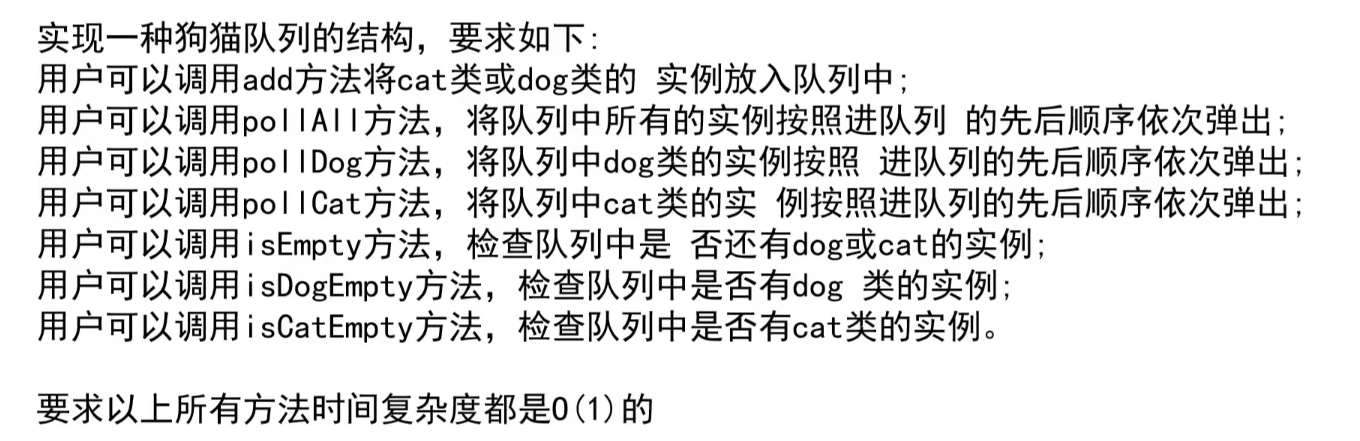 实现一种狗猫队列的结构，要求如下：
用户可以调用add方法将cat类或dog类的 实例放入队列中；
用户可以调用pollAll方法，将队列中所有的实例按照进队列 的先后顺序依次弹出；
用户可以调用pollDog方法，将队列中dog类的实例按照 进队列的先后顺序依次弹出；
用户可以调用pollCat方法，将队列中cat类的实 例按照进队列的先后顺序依次弹出；
用户可以调用isEmpty方法，检查队列中是 否还有dog或cat的实例；
用户可以调用isDogEmpty方法，检查队列中是否有dog 类的实例；
用户可以调用isCatEmpty方法，检查队列中是否有cat类的实例。
要求以上所有方法时间复杂度都是O(1)的